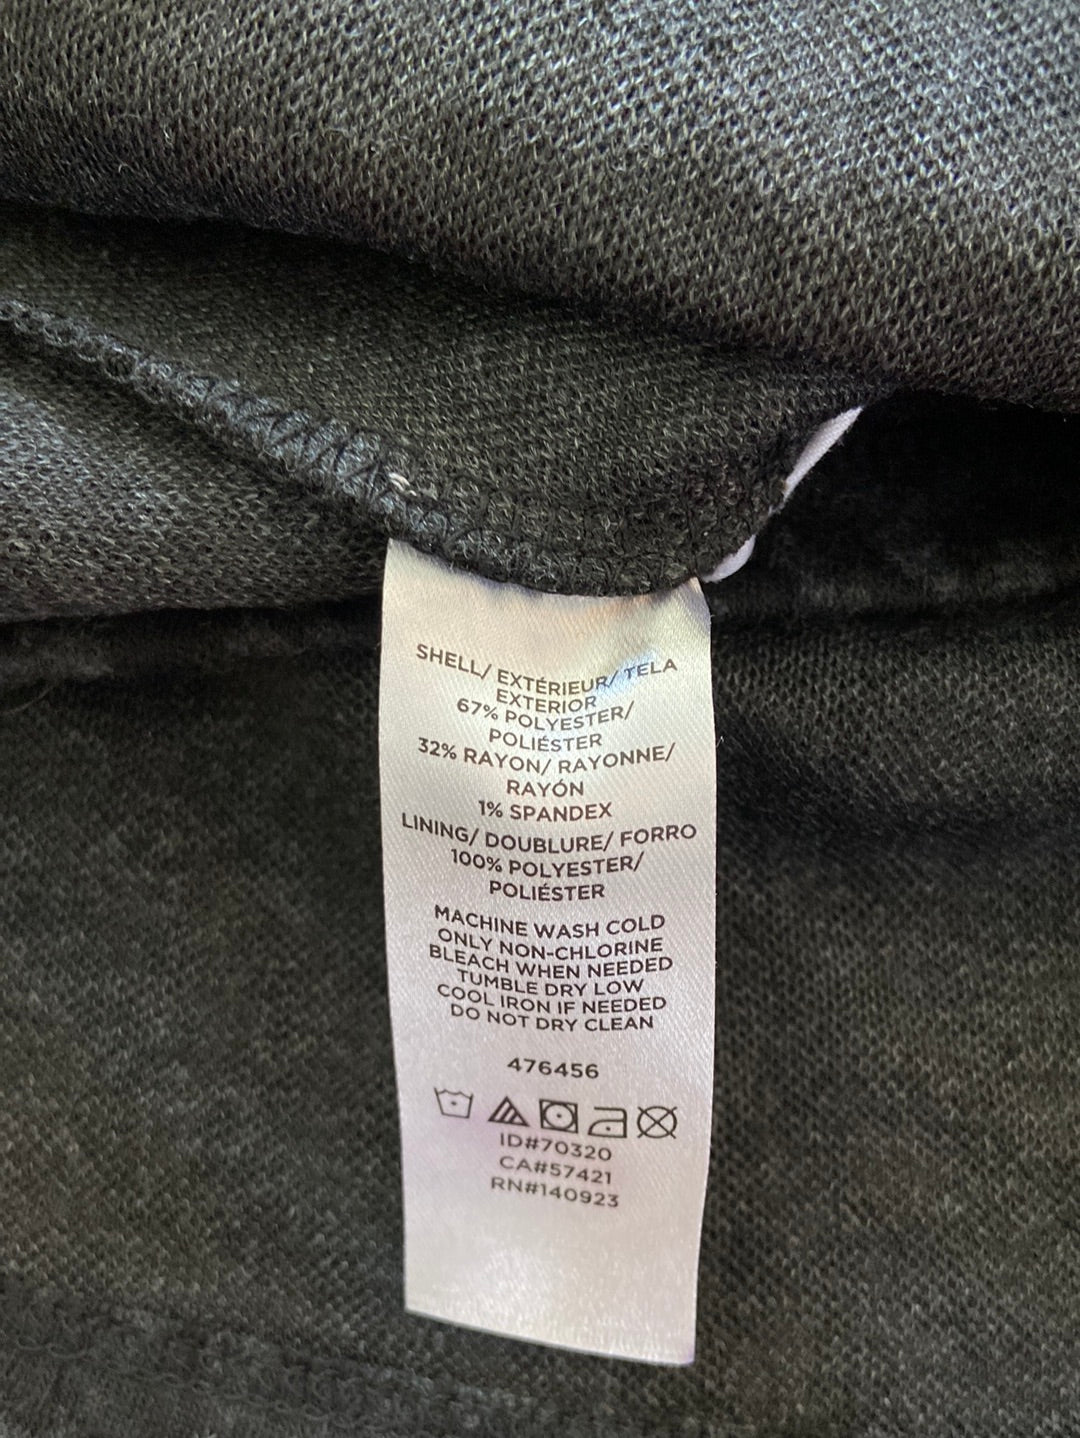 SHELL/ EXTÉRIEUR/ TELA
EXTERIOR
67% POLYESTER/
POLIÉSTER
32% RAYON/ RAYONNE/
RAYÓN
1% SPANDEX
LINING/ DOUBLURE/ FORRO
100% POLYESTER/
POLIÉSTER
MACHINE WASH COLD
ONLY NON-CHLORINE
BLEACH WHEN NEEDED
TUMBLE DRY LOW
COOL IRON IF NEEDED
DO NOT DRY CLEAN
476456
ID#70320
CA#57421
RN#140923